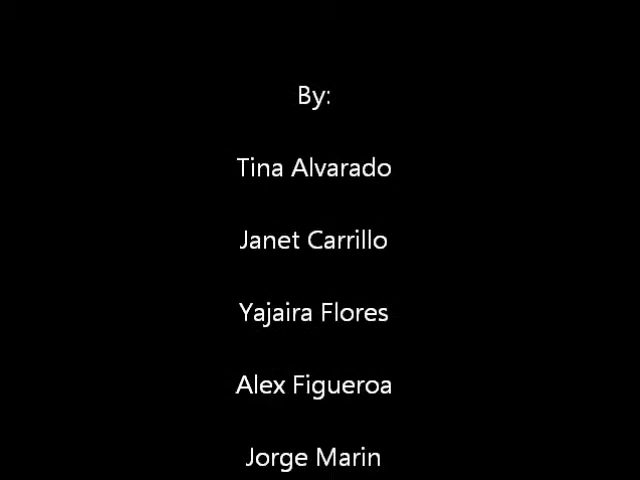 By:
Tina Alvarado
Janet Carrillo
Yajaira Flores
Alex Figueroa
Jorge Marin